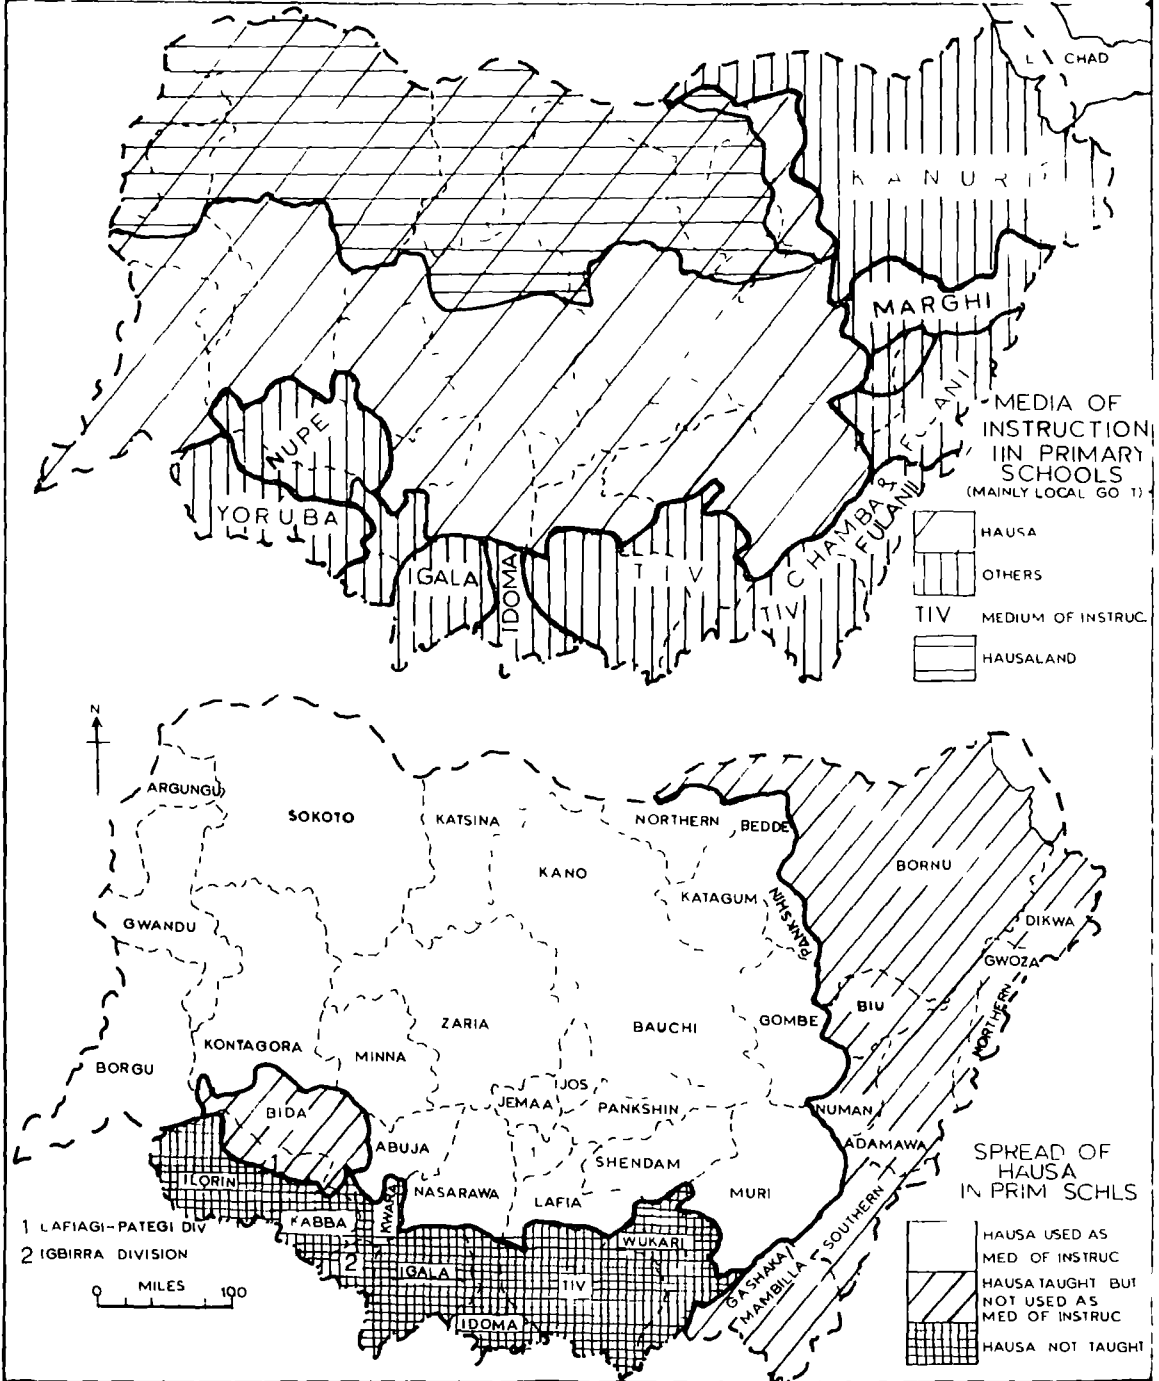 L CHAD
KANURI
MARGHI
NUPE
YORUBA
IGALA
IDOMA
TIV
TIV
CHAMBA &
FULANI
FULANI
MEDIA OF
INSTRUCTION
IIN PRIMARY
SCHOOLS
(MAINLY LOCAL GO T)
HAUSA
OTHERS
TIV MEDIUM OF INSTRUC.
HAUSALAND
N
ARGUNGU
SOKOTO
KATSINA
NORTHERN
BEDDE
KANO
BORNU
KATAGUM
PANKSHIN
GWANDU
DIKWA
GWOZA
NORTHERN
BIU
ZARIA
BAUCHI
GOMBE
KONTAGORA
MINNA
BORGU
JOS
JEMAA
PANKSHIN
NUMAN
BIDA
ABUJA
ADAMAWA
1
SHENDAM
ILORIN
NASARAWA
LAFIA
MURI
KWARA
KABBA
SOUTHERN
WUKARI
2
IGALA
TIV
GASHAKA/
MAMBILLA
IDOMA
1 LAFIAGI-PATEGI DIV
2 IGBIRRA DIVISION
MILES
0 100
SPREAD OF
HAUSA
IN PRIM SCHLS
HAUSA USED AS
MED OF INSTRUC
HAUSA TAUGHT BUT
NOT USED AS
MED OF INSTRUC
HAUSA NOT TAUGHT